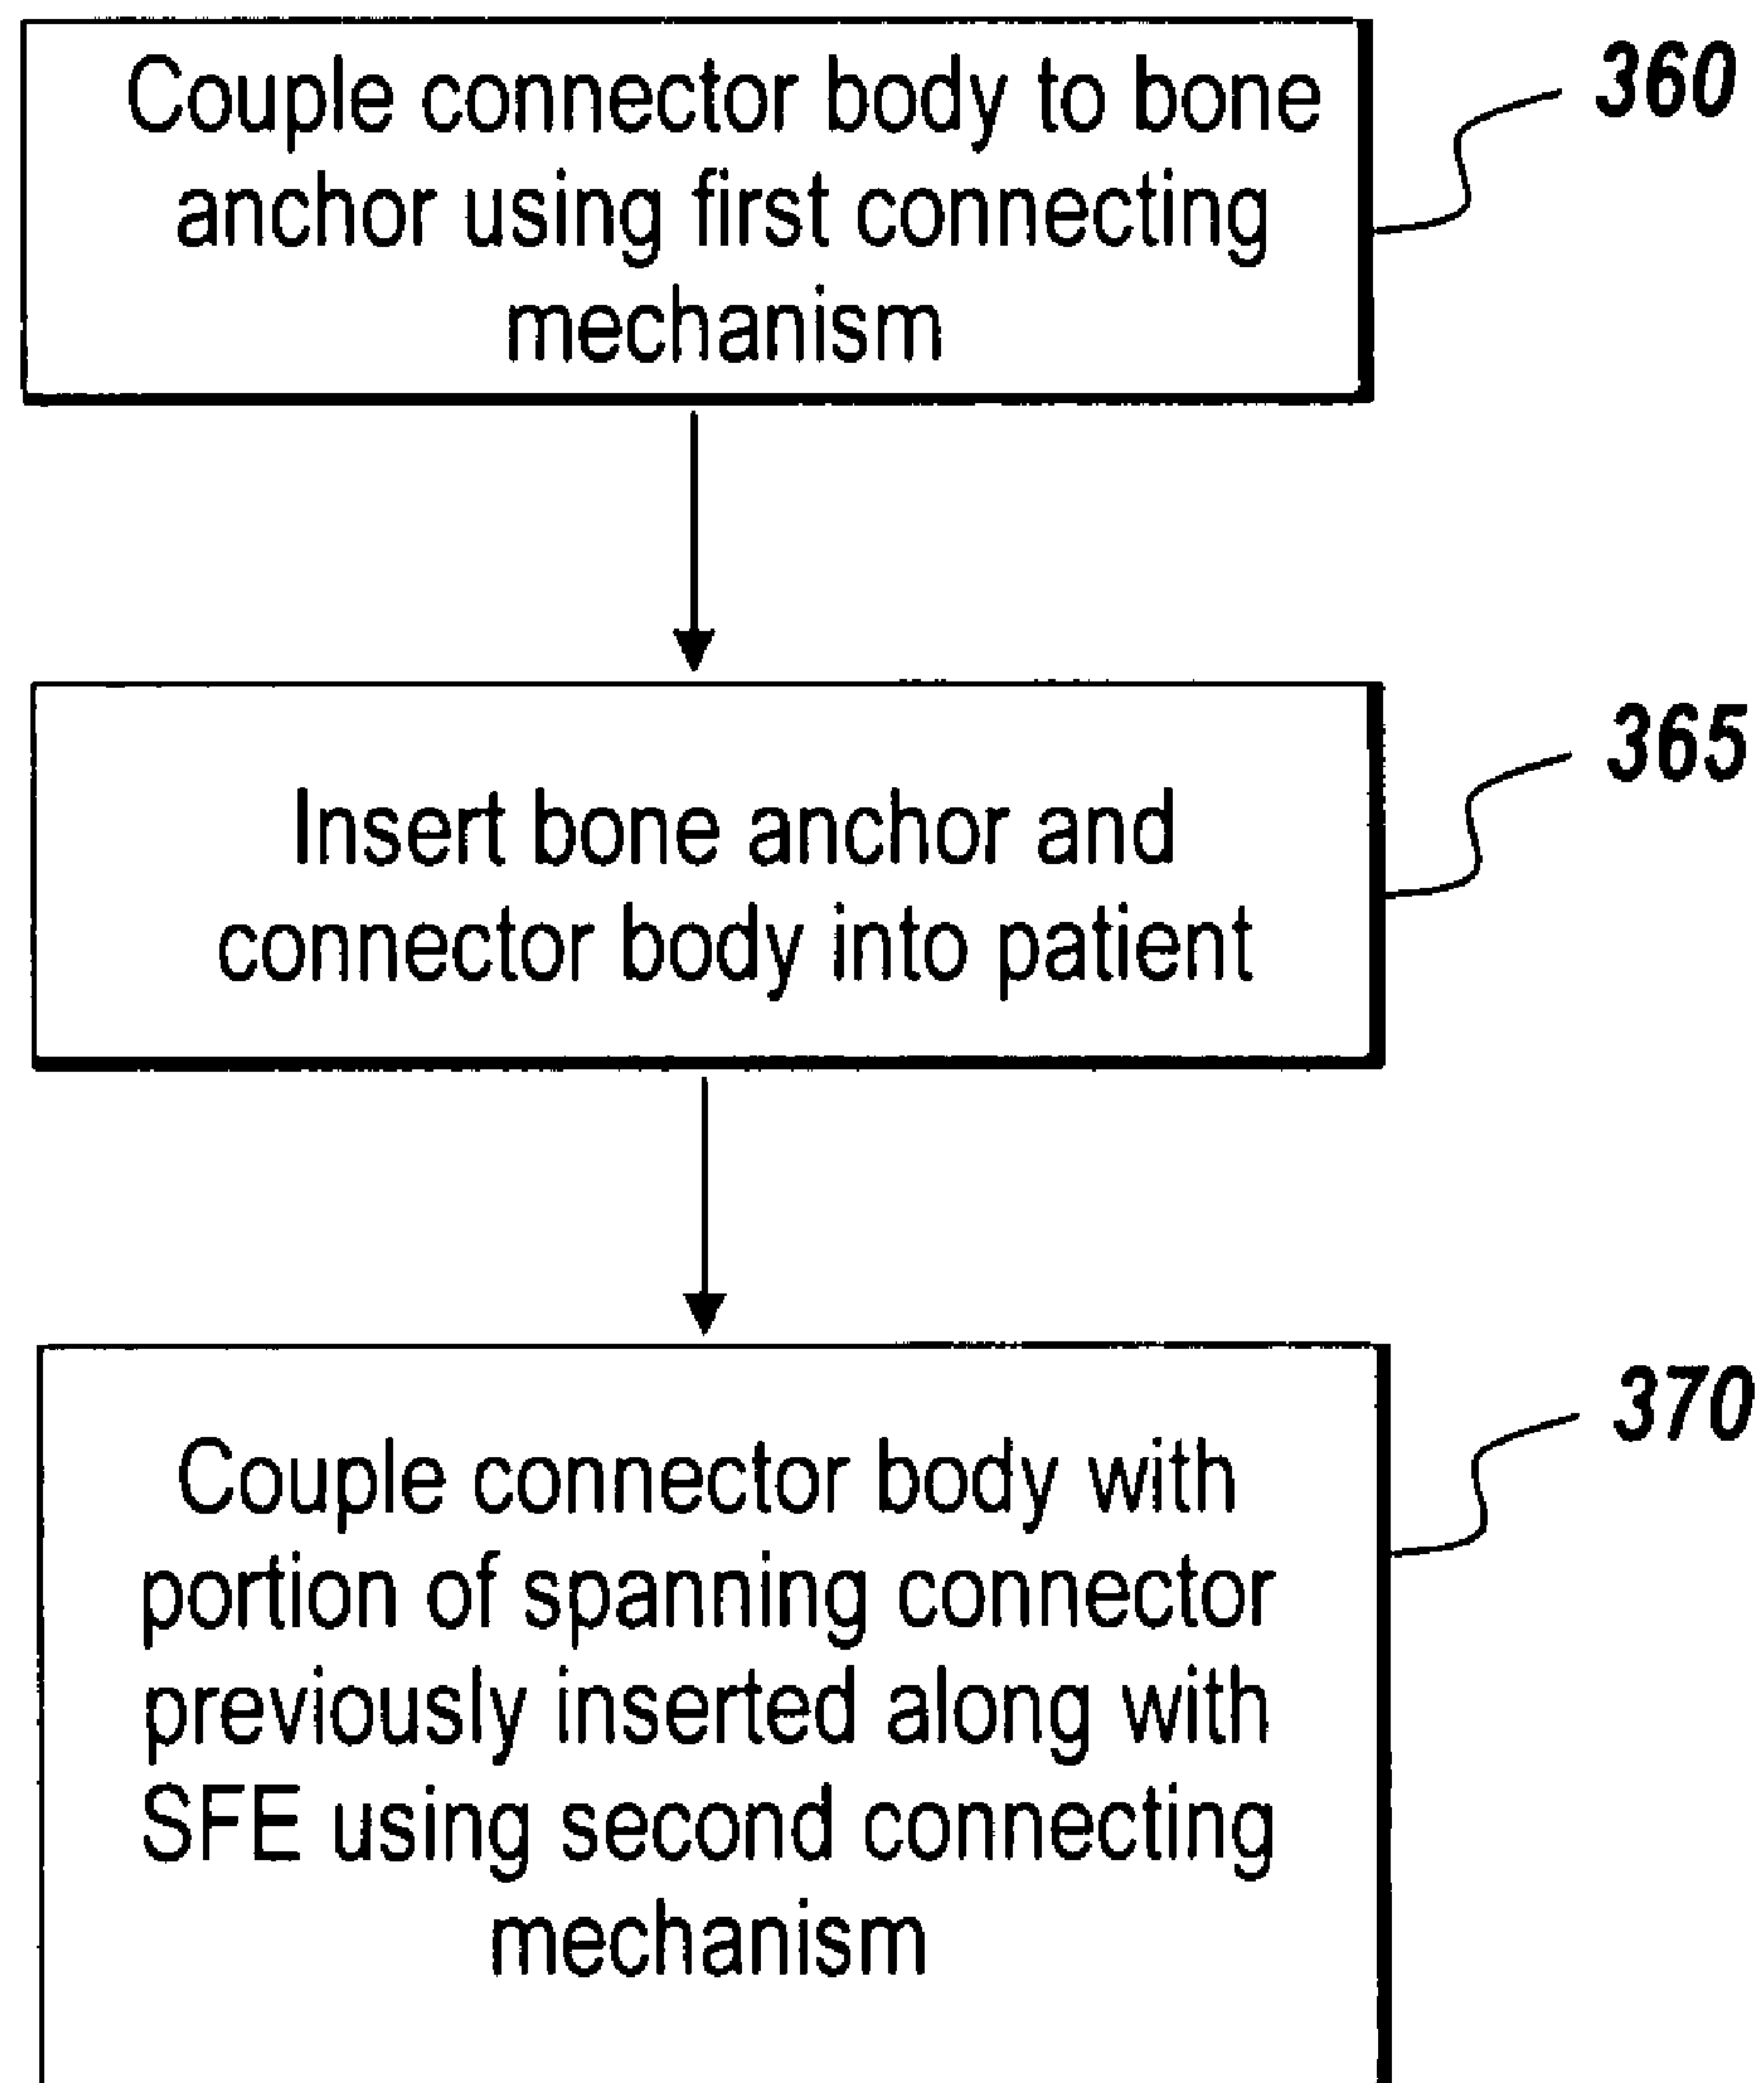 Couple connector body to bone
anchor using first connecting
mechanism
360
Insert bone anchor and
connector body into patient
365
Couple connector body with
portion of spanning connector
previously inserted along with
SFE using second connecting
mechanism
370